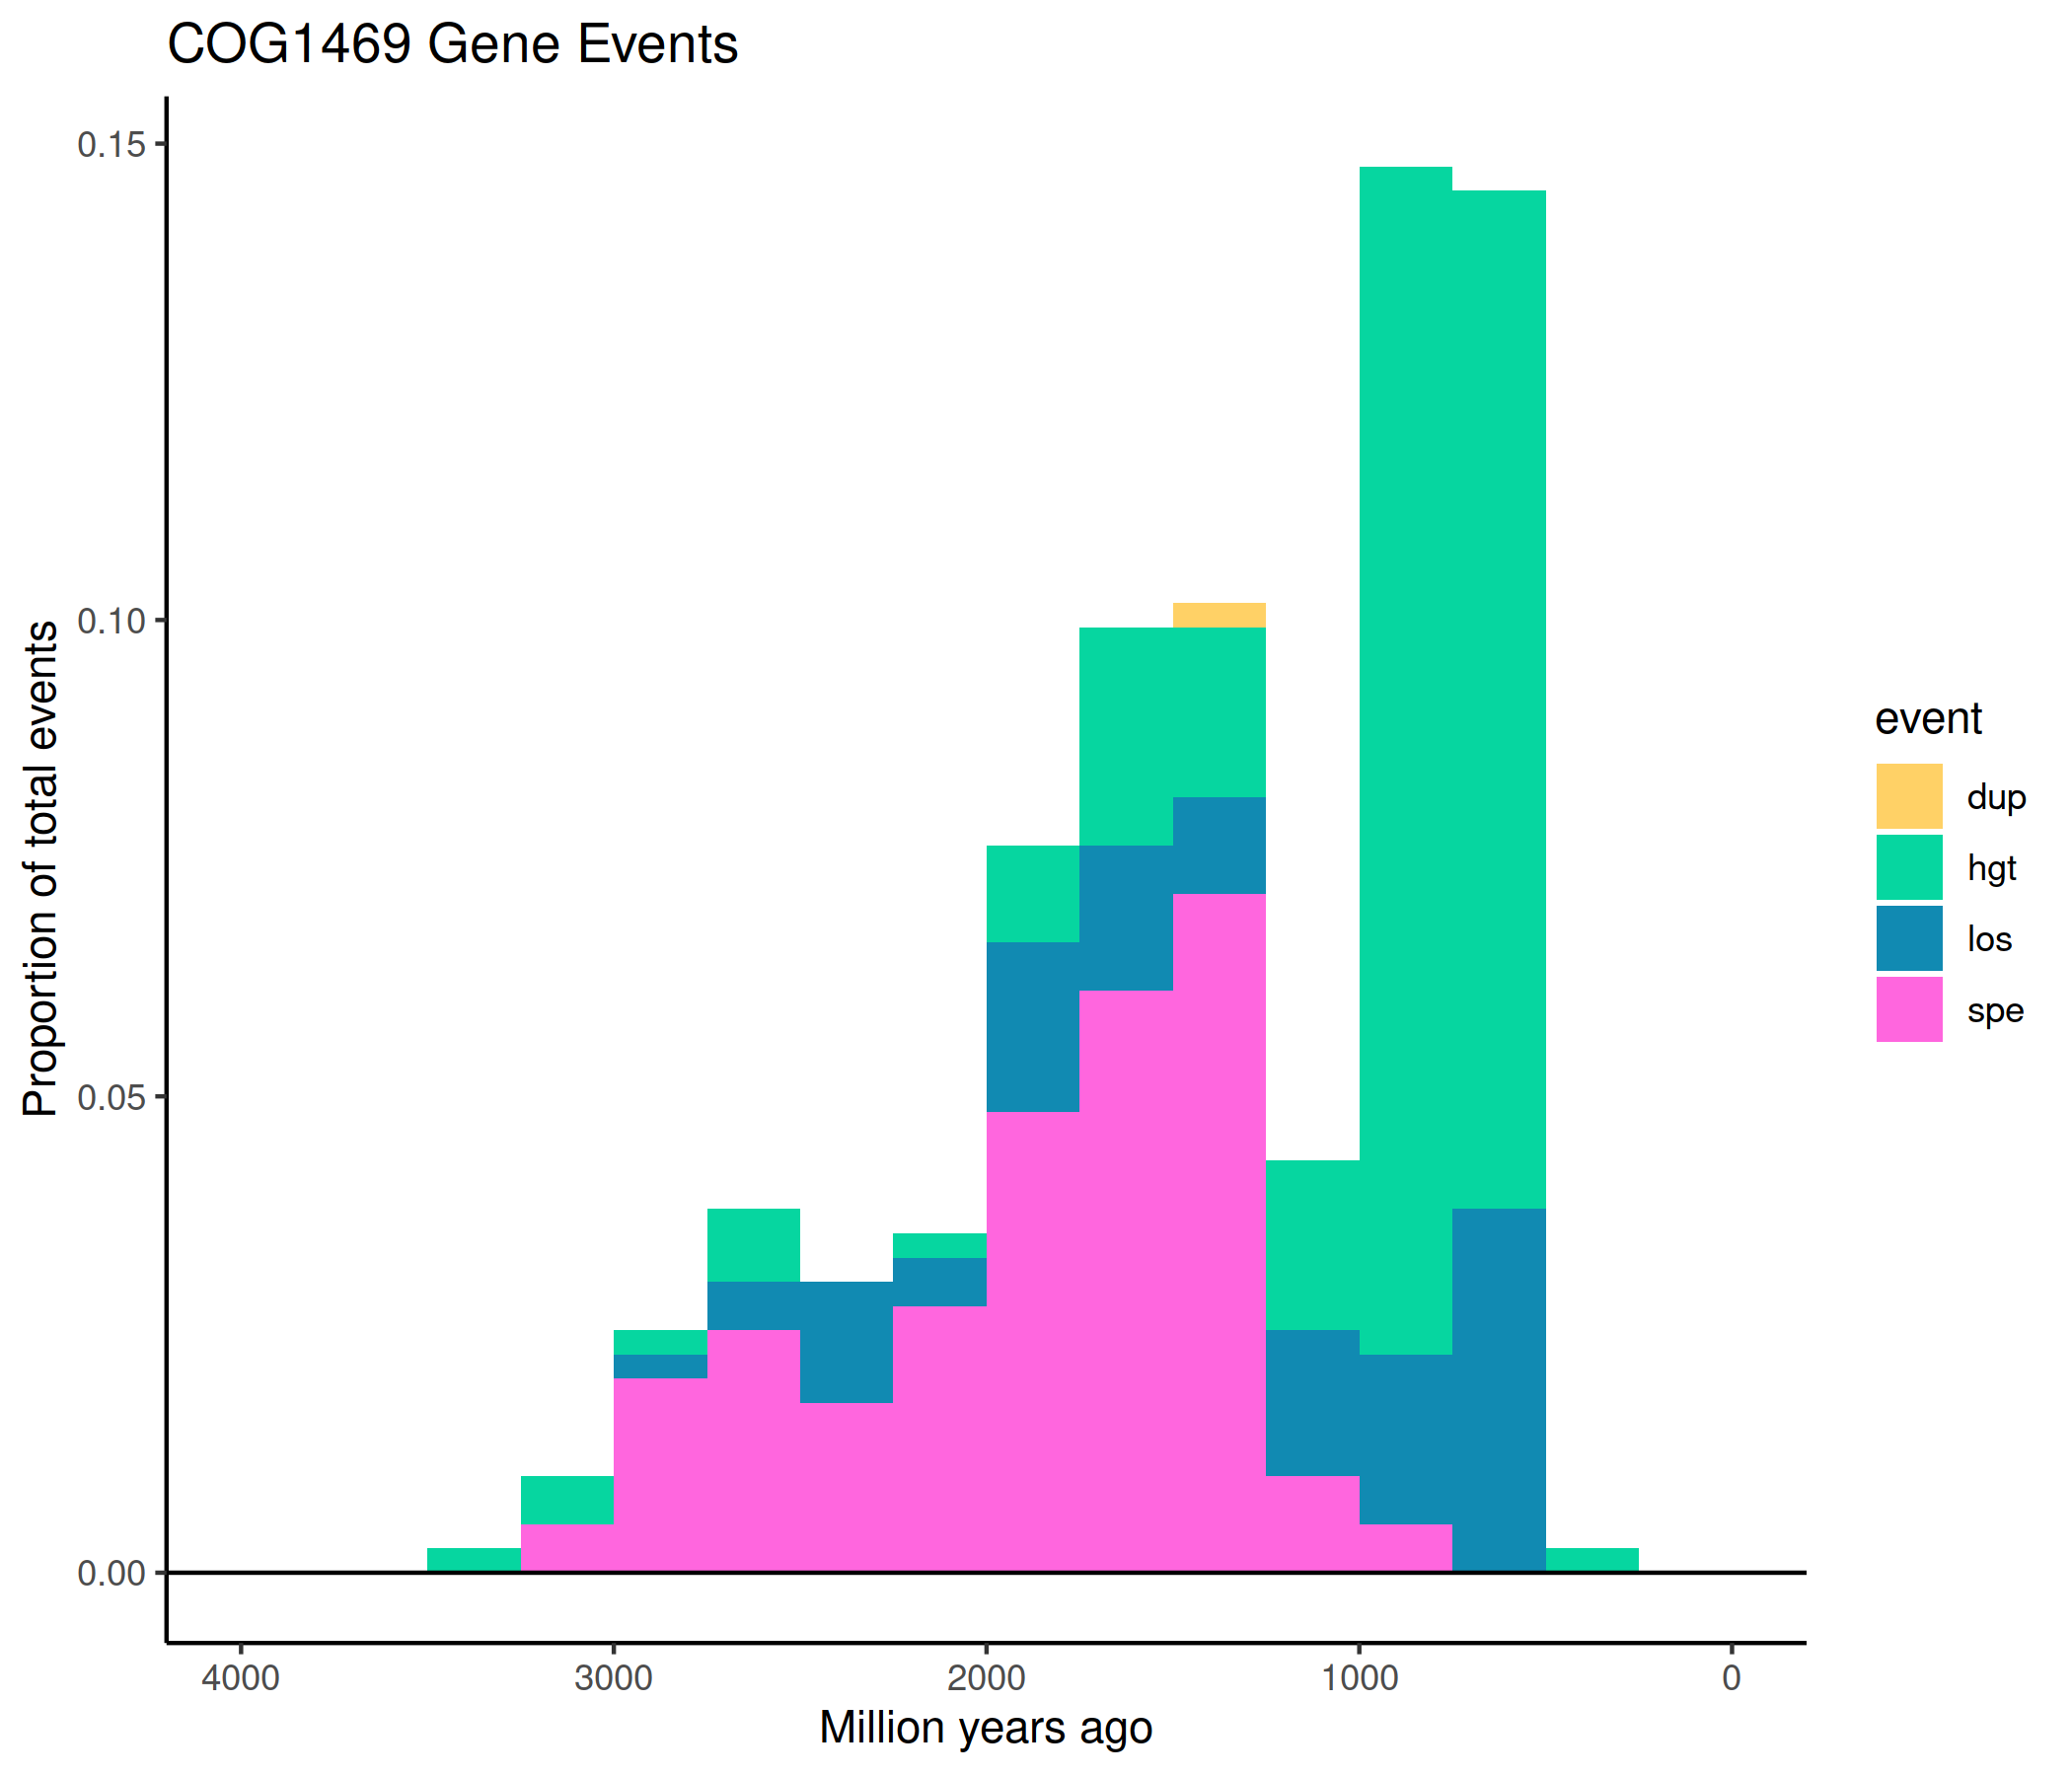 COG1469 Gene Events
Proportion of total events
0.15
0.10
0.05
0.00
4000 3000 2000 1000 0
Million years ago
event
dup
hgt
los
spe